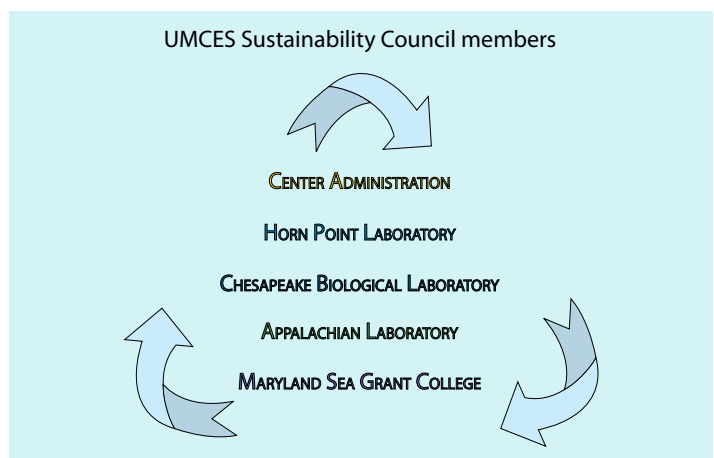 UMCES Sustainability Council members
Center Administration
Horn Point Laboratory
Chesapeake Biological Laboratory
Appalachian Laboratory
Maryland Sea Grant College